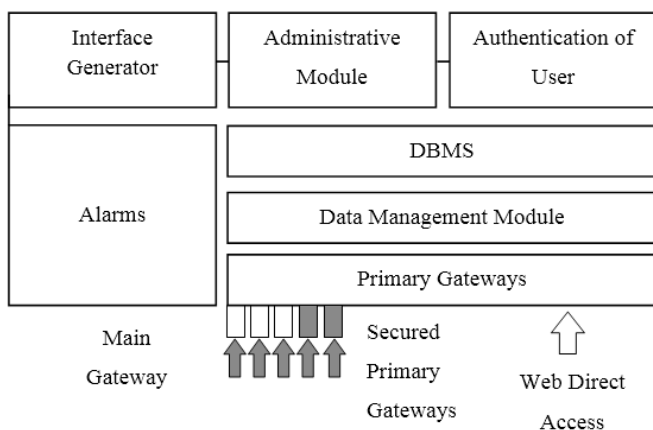 Interface
Generator
Administrative
Module
Authentication of
User
Alarms
DBMS
Data Management Module
Primary Gateways
Main
Gateway
Secured
Primary
Gateways
Web Direct
Access